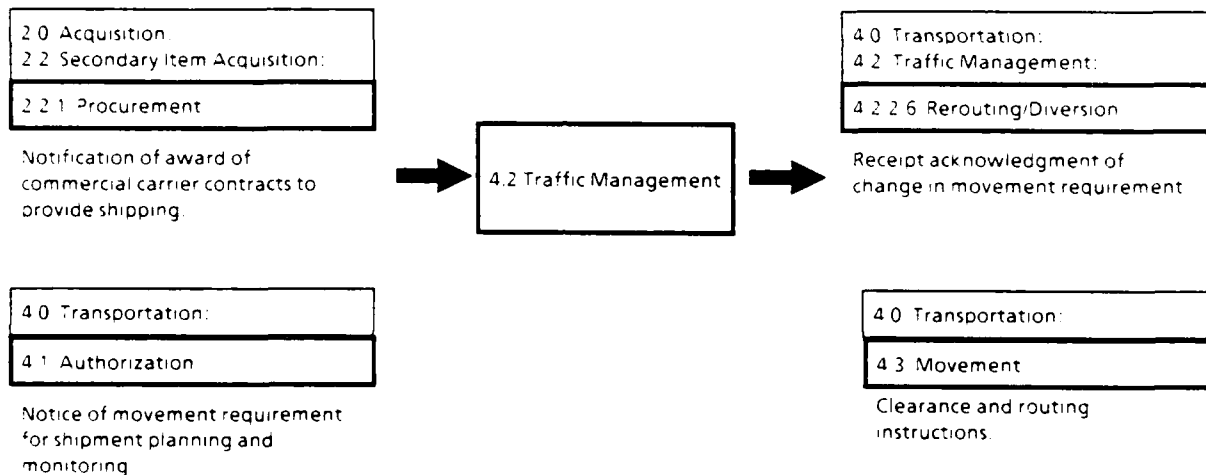 2.0 Acquisition:
2.2 Secondary Item Acquisition:
2.2.1 Procurement
Notification of award of
commercial carrier contracts to
provide shipping.
4.0 Transportation:
4.1 Authorization
Notice of movement requirement
for shipment planning and
monitoring
4.2 Traffic Management
4.0 Transportation:
4.2 Traffic Management:
4.2.2.6 Rerouting/Diversion
Receipt acknowledgment of
change in movement requirement
4.0 Transportation:
4.3 Movement
Clearance and routing
instructions.